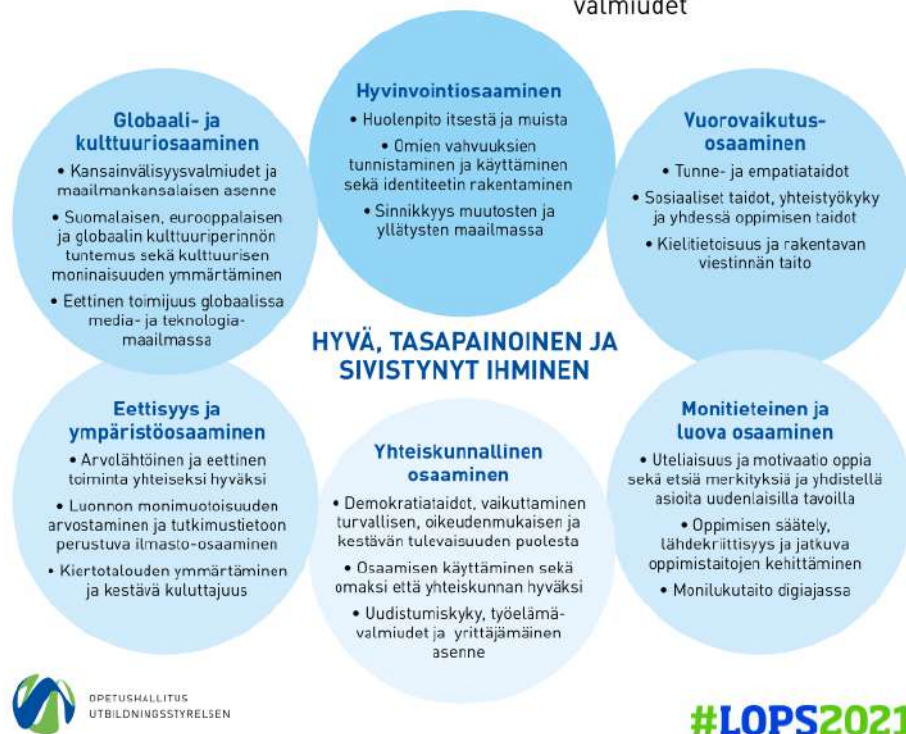 valmiudet
Hyvinvointiosaaminen
• Huolenpito itsestä ja muista
• Omien vahvuuksien
tunnistaminen ja käyttäminen
sekä identiteetin rakentaminen
• Sinnikkyys muutosten ja
yllätysten maailmassa
Globaali- ja
kulttuuriosaaminen
• Kansainvälisyysvalmiudet ja
maailmankansalaisen asenne
• Suomalaisen, eurooppalaisen
ja globaalin kulttuuriperinnön
tuntemus sekä kulttuurisen
moninaisuuden ymmärtäminen
• Eettinen toimijuus globaalissa
media- ja teknologia-
maailmassa
Vuorovaikutus-
osaaminen
• Tunne- ja empatiataidot
• Sosiaaliset taidot, yhteistyökyky
ja yhdessä oppimisen taidot
• Kielitietoisuus ja rakentavan
viestinnän taito
HYVÄ, TASAPAINOINEN JA
SIVISTYNYT IHMINEN
Eettisyys ja
ympäristöosaaminen
• Arvolähtöinen ja eettinen
toiminta yhteiseksi hyväksi
• Luonnon monimuotoisuuden
arvostaminen ja tutkimustietoon
perustuva ilmasto-osaaminen
• Kiertotalouden ymmärtäminen
ja kestävä kuluttajuus
Yhteiskunnallinen
osaaminen
• Demokratiataidot, vaikuttaminen
turvallisen, oikeudenmukaisen ja
kestävän tulevaisuuden puolesta
• Osaamisen käyttäminen sekä
omaksi että yhteiskunnan hyväksi
• Uudistumiskyky, työelämä-
valmiudet ja yrittäjämäinen
asenne
Monitieteinen ja
luova osaaminen
• Uteliaisuus ja motivaatio oppia
sekä etsiä merkityksiä ja yhdistellä
asioita uudenlaisilla tavoilla
• Oppimisen säätely,
lähdekriittisyys ja jatkuva
oppimistaitojen kehittäminen
• Monilukutaito digiajassa
OPETUSHALLITUS
UTBILDNINGSSTYRELSEN
#LOPS2021